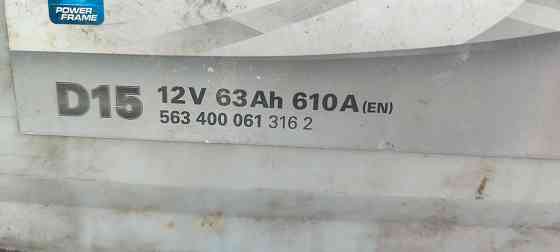 POWER
FRAME
D15 12V 63Ah 610A (EN)
563 400 061 316 2